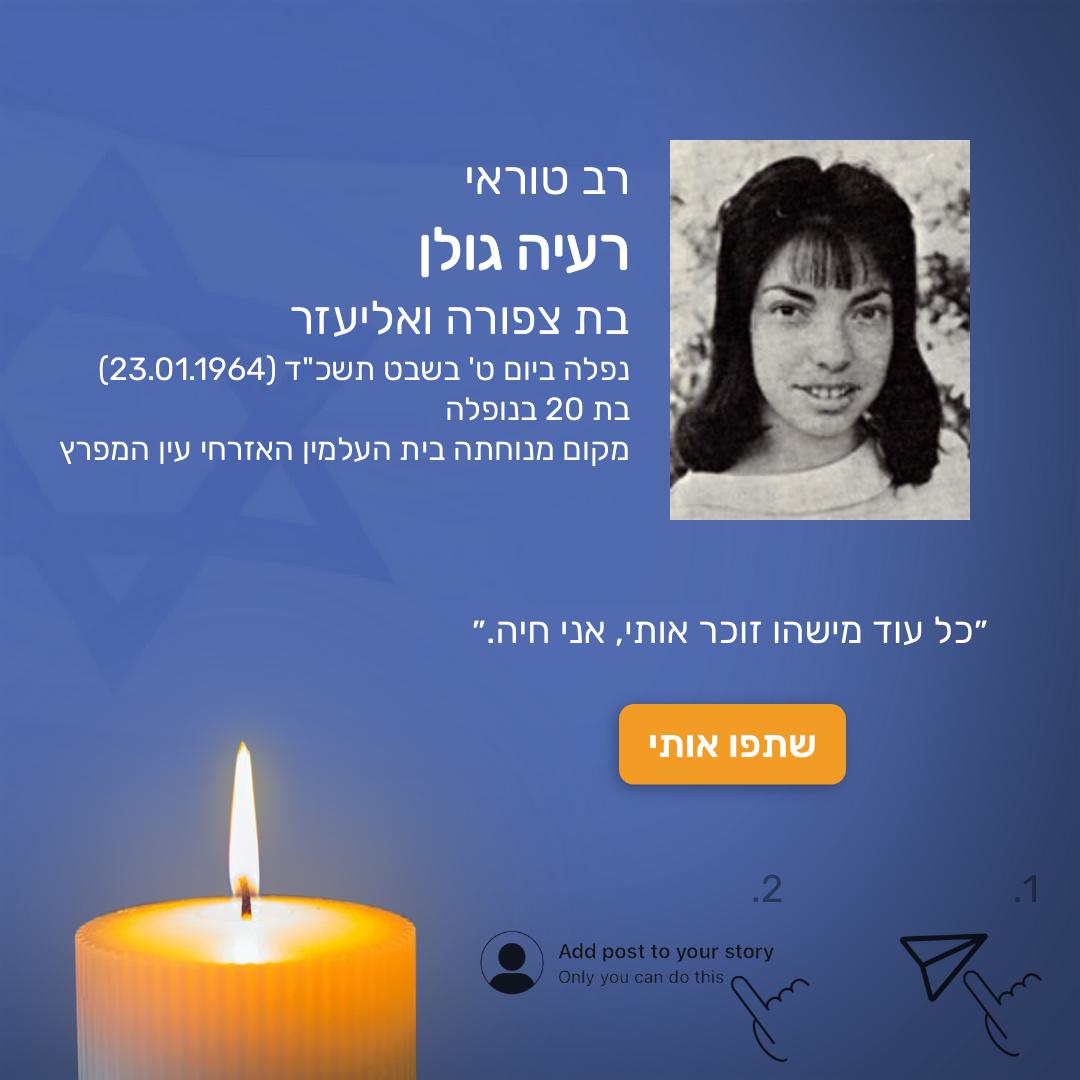 רב טוראי
רעיה גולן
בת צפורה ואליעזר
נפלה ביום ט' בשבט תשכ"ד (23.01.1964)
בת 20 בנופלה
מקום מנוחתה בית העלמין האזרחי עין המפרץ
״כל עוד מישהו זוכר אותי, אני חיה.״
שתפו אותי
.1
.2
Add post to your story
Only you can do this